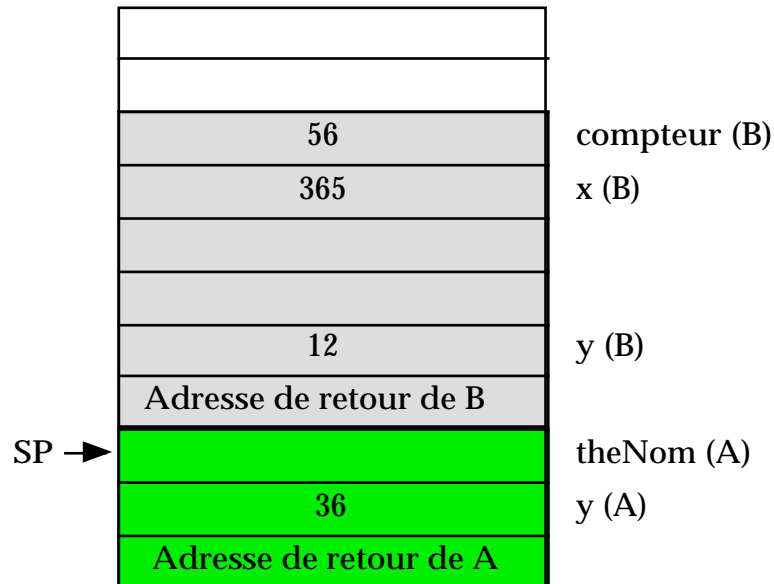 56 compteur (B)
365 x (B)
12 y (B)
Adresse de retour de B
SP theNom (A)
36 y (A)
Adresse de retour de A